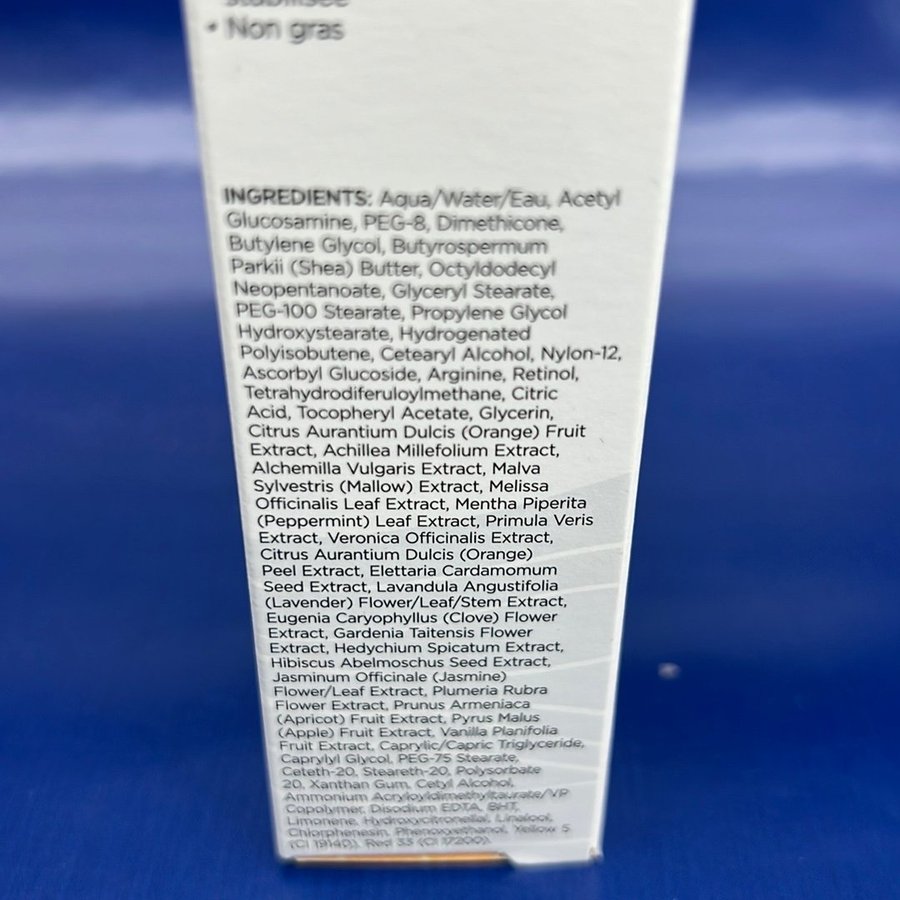 • Non gras
INGREDIENTS: Aqua/Water/Eau, Acetyl
Glucosamine, PEG-8, Dimethicone,
Butylene Glycol, Butyrospermum
Parkii (Shea) Butter, Octyldodecyl
Neopentanoate, Glyceryl Stearate,
PEG-100 Stearate, Propylene Glycol
Hydroxystearate, Hydrogenated
Polyisobutene, Cetearyl Alcohol, Nylon-12,
Ascorbyl Glucoside, Arginine, Retinol,
Tetrahydrodiferuloylmethane, Citric
Acid, Tocopheryl Acetate, Glycerin,
Citrus Aurantium Dulcis (Orange) Fruit
Extract, Achillea Millefolium Extract,
Alchemilla Vulgaris Extract, Malva
Sylvestris (Mallow) Extract, Melissa
Officinalis Leaf Extract, Mentha Piperita
(Peppermint) Leaf Extract, Primula Veris
Extract, Veronica Officinalis Extract,
Citrus Aurantium Dulcis (Orange)
Peel Extract, Elettaria Cardamomum
Seed Extract, Lavandula Angustifolia
(Lavender) Flower/Leaf/Stem Extract,
Eugenia Caryophyllus (Clove) Flower
Extract, Gardenia Taitensis Flower
Extract, Hedychium Spicatum Extract,
Hibiscus Abelmoschus Seed Extract,
Jasminum Officinale (Jasmine)
Flower/Leaf Extract, Plumeria Rubra
Flower Extract, Prunus Armeniaca
(Apricot) Fruit Extract, Pyrus Malus
(Apple) Fruit Extract, Vanilla Planifolia
Fruit Extract, Caprylic/Capric Triglyceride,
Caprylyl Glycol, PEG-75 Stearate,
Ceteth-20, Steareth-20, Polysorbate
20, Xanthan Gum, Cetyl Alcohol,
Ammonium Acryloyldimethyltaurate/VP
Copolymer, Disodium EDTA, BHT,
Limonene, Hydroxycitronellal, Linalool,
Chlorphenesin, Phenoxyethanol, Yellow 5
(CI 19140), Red 33 (CI 17200).